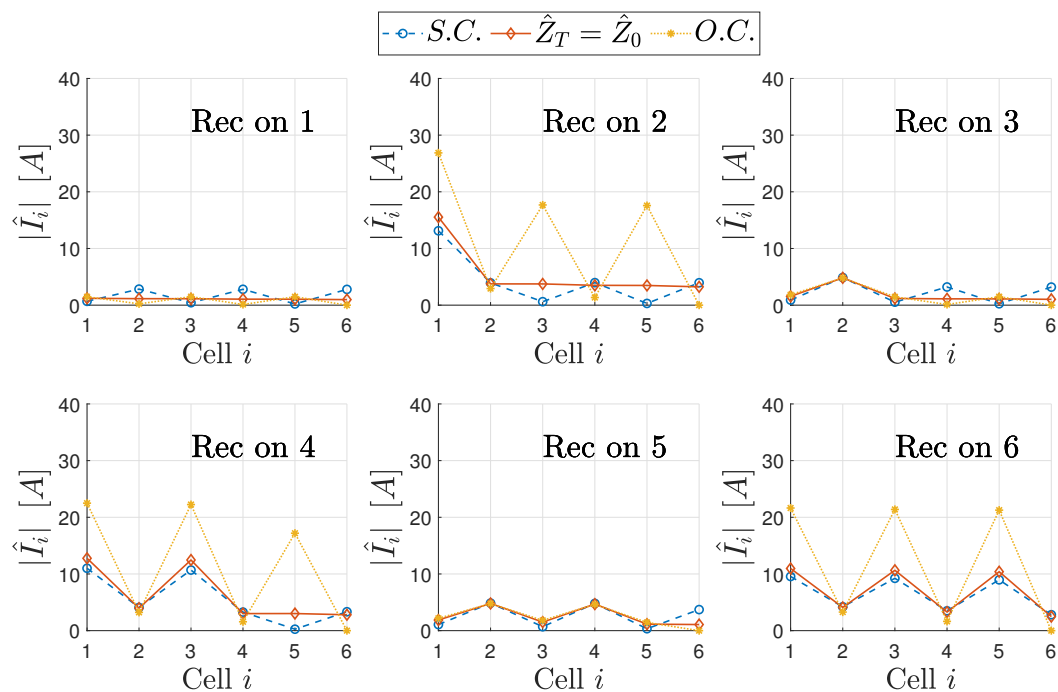 S.C. Ẑ_T = Ẑ_0 O.C.
40
30
20
10
0
|Î_i| [A]
Rec on 1
1 2 3 4 5 6
Cell i
40
30
20
10
0
|Î_i| [A]
Rec on 2
1 2 3 4 5 6
Cell i
40
30
20
10
0
|Î_i| [A]
Rec on 3
1 2 3 4 5 6
Cell i
40
30
20
10
0
|Î_i| [A]
Rec on 4
1 2 3 4 5 6
Cell i
40
30
20
10
0
|Î_i| [A]
Rec on 5
1 2 3 4 5 6
Cell i
40
30
20
10
0
|Î_i| [A]
Rec on 6
1 2 3 4 5 6
Cell i